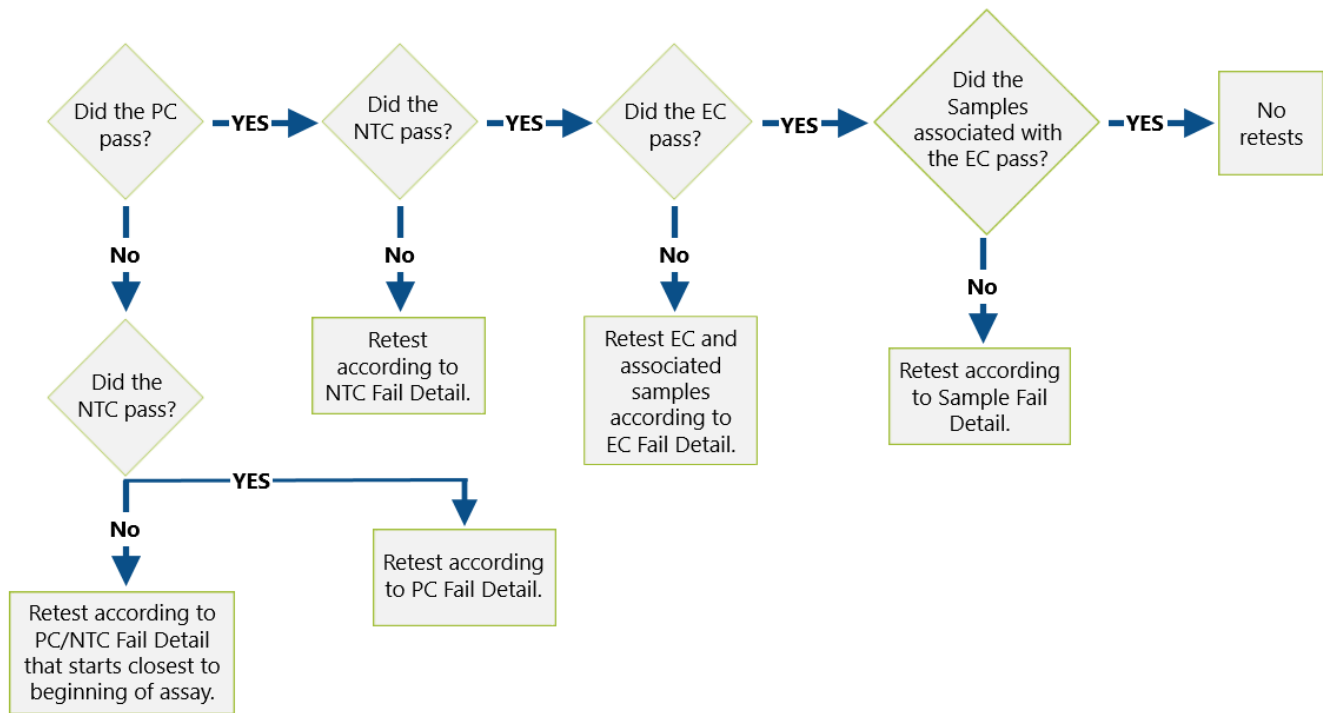 Did the PC
pass?
YES
Did the
NTC pass?
YES
Did the EC
pass?
YES
Did the
Samples
associated with
the EC pass?
YES
No
retests
No
No
No
No
Did the
NTC pass?
Retest
according to
NTC Fail Detail.
Retest EC and
associated
samples
according to
EC Fail Detail.
Retest according
to Sample Fail
Detail.
YES
No
Retest according
to PC Fail Detail.
Retest according to
PC/NTC Fail Detail
that starts closest to
beginning of assay.